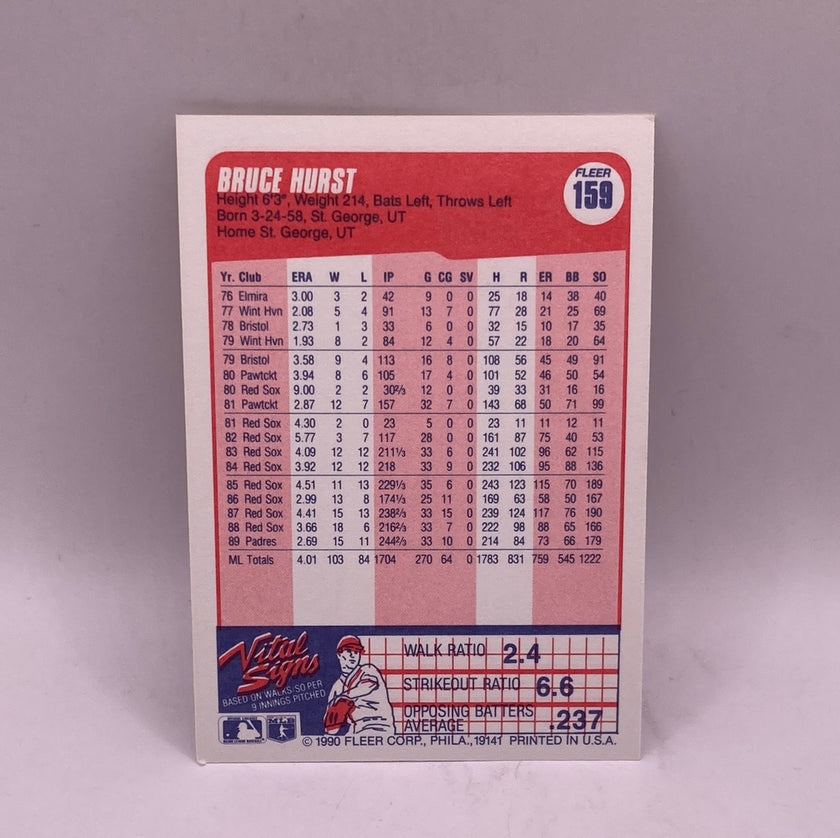 BRUCE HURST
FLEER
159
Height 6'3", Weight 214, Bats Left, Throws Left
Born 3-24-58, St. George, UT
Home St. George, UT
Yr. Club ERA W L IP G CG SV H R ER BB SO
76 Elmira 3.00 3 2 42 9 0 0 25 18 14 38 40
77 Wint Hvn 2.08 5 4 91 13 7 0 77 28 21 25 69
78 Bristol 2.73 1 3 33 6 0 0 32 15 10 17 35
79 Wint Hvn 1.93 8 2 84 12 4 0 57 22 18 20 64
79 Bristol 3.58 9 4 113 16 8 0 108 56 45 49 91
80 Pawtckt 3.94 8 6 105 17 4 0 101 52 46 50 54
80 Red Sox 9.00 2 2 30⅔ 12 0 0 39 33 31 16 16
81 Pawtckt 2.87 12 7 157 32 7 0 143 68 50 71 99
81 Red Sox 4.30 2 0 23 5 0 0 23 11 11 12 11
82 Red Sox 5.77 3 7 117 28 0 0 161 87 75 40 53
83 Red Sox 4.09 12 12 211⅓ 33 6 0 241 102 96 62 115
84 Red Sox 3.92 12 12 218 33 9 0 232 106 95 88 136
85 Red Sox 4.51 11 13 229⅓ 35 6 0 243 123 115 70 189
86 Red Sox 2.99 13 8 174⅓ 25 11 0 169 63 58 50 167
87 Red Sox 4.41 15 13 238⅔ 33 15 0 239 124 117 76 190
88 Red Sox 3.66 18 6 216⅔ 33 7 0 222 98 88 65 166
89 Padres 2.69 15 11 244⅔ 33 10 0 214 84 73 66 179
ML Totals 4.01 103 84 1704 270 64 0 1783 831 759 545 1222
Vital
Signs
BASED ON WALKS/SO PER
9 INNINGS PITCHED
WALK RATIO 2.4
STRIKEOUT RATIO 6.6
OPPOSING BATTERS
AVERAGE .237
© 1990 FLEER CORP., PHILA., 19141 PRINTED IN U.S.A.